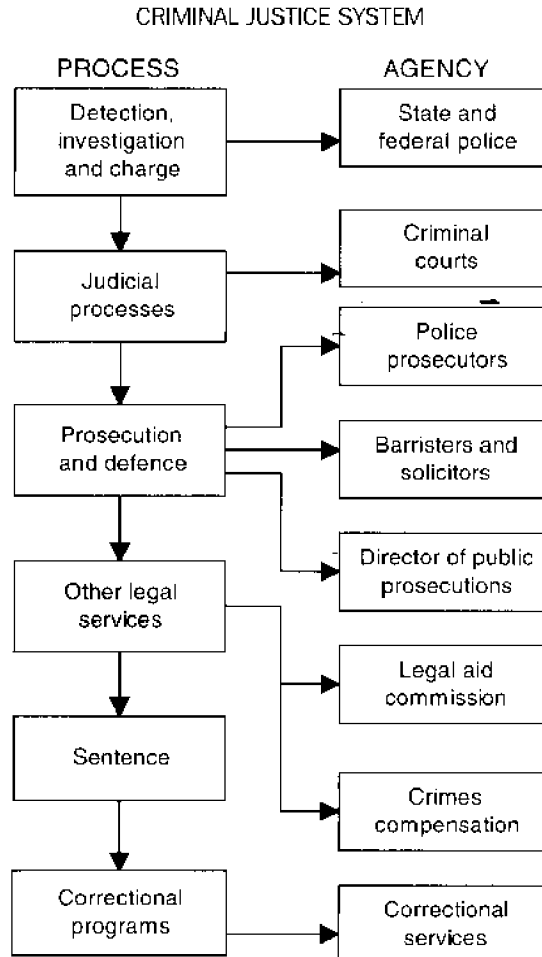 CRIMINAL JUSTICE SYSTEM
PROCESS
AGENCY
Detection,
investigation
and charge
State and
federal police
Judicial
processes
Criminal
courts
Police
prosecutors
Prosecution
and defence
Barristers and
solicitors
Director of public
prosecutions
Other legal
services
Legal aid
commission
Sentence
Crimes
compensation
Correctional
programs
Correctional
services